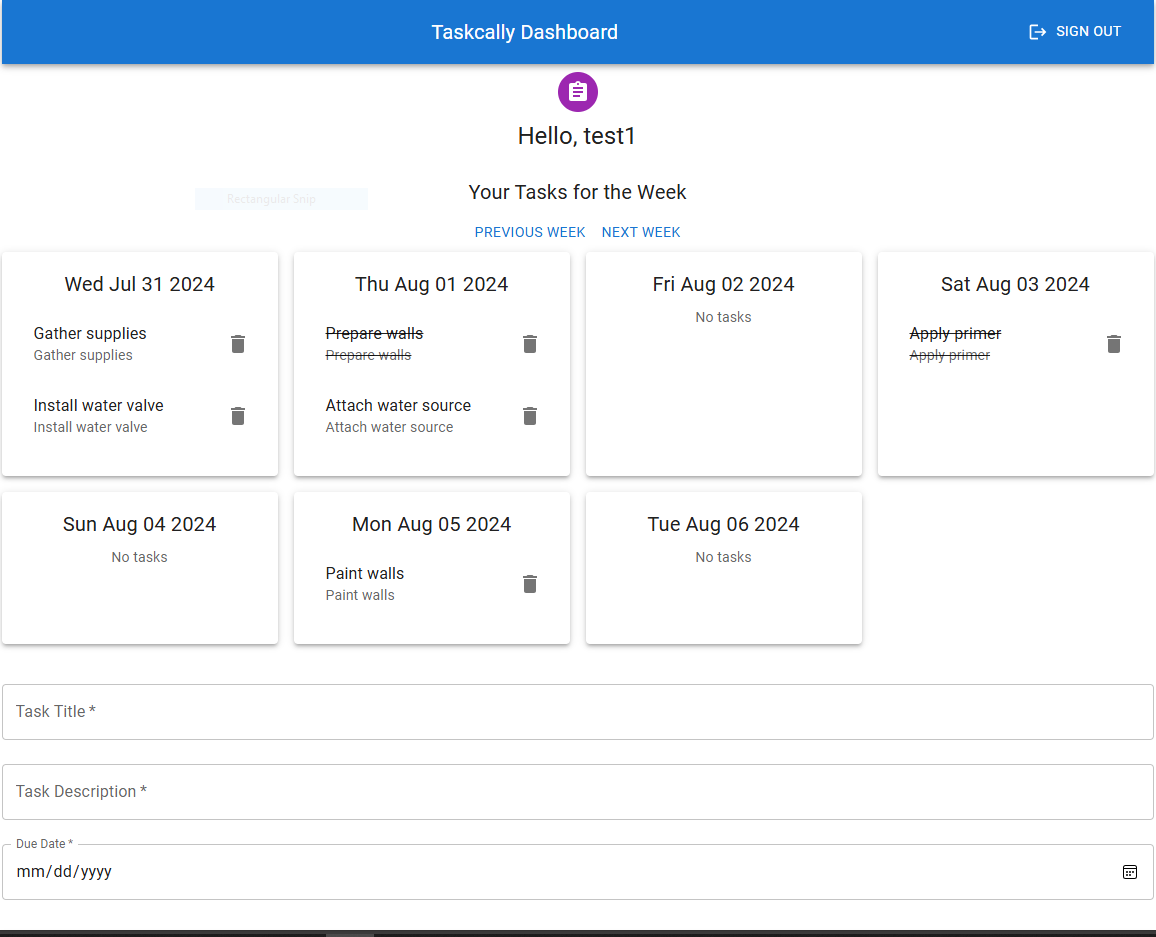 Taskcally Dashboard
SIGN OUT
Hello, test1
Your Tasks for the Week
Rectangular Snip
PREVIOUS WEEK NEXT WEEK
Wed Jul 31 2024
Gather supplies
Gather supplies
Install water valve
Install water valve
Thu Aug 01 2024
Prepare walls
Prepare walls
Attach water source
Attach water source
Fri Aug 02 2024
No tasks
Sat Aug 03 2024
Apply primer
Apply primer
Sun Aug 04 2024
No tasks
Mon Aug 05 2024
Paint walls
Paint walls
Tue Aug 06 2024
No tasks
Task Title *
Task Description *
Due Date *
mm/dd/yyyy